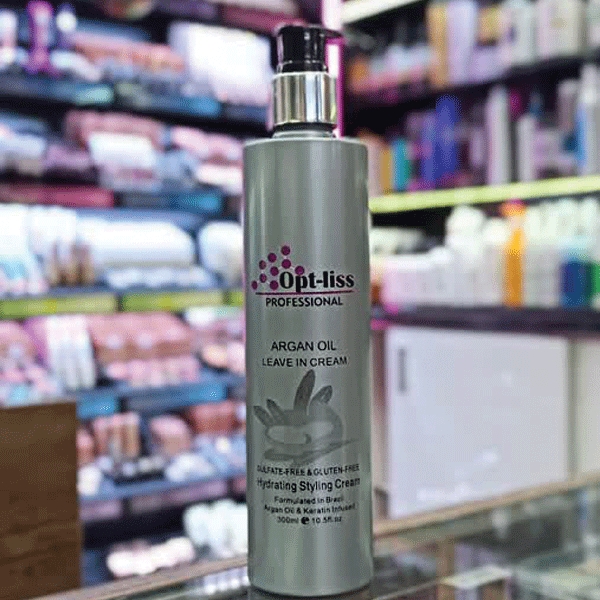 Opt-liss
PROFESSIONAL
ARGAN OIL
LEAVE IN CREAM
SULFATE-FREE & GLUTEN-FREE
Hydrating Styling Cream
Formulated in Brazil
Argan Oil & Keratin Infused
300ml ℮ 10.5fl.oz